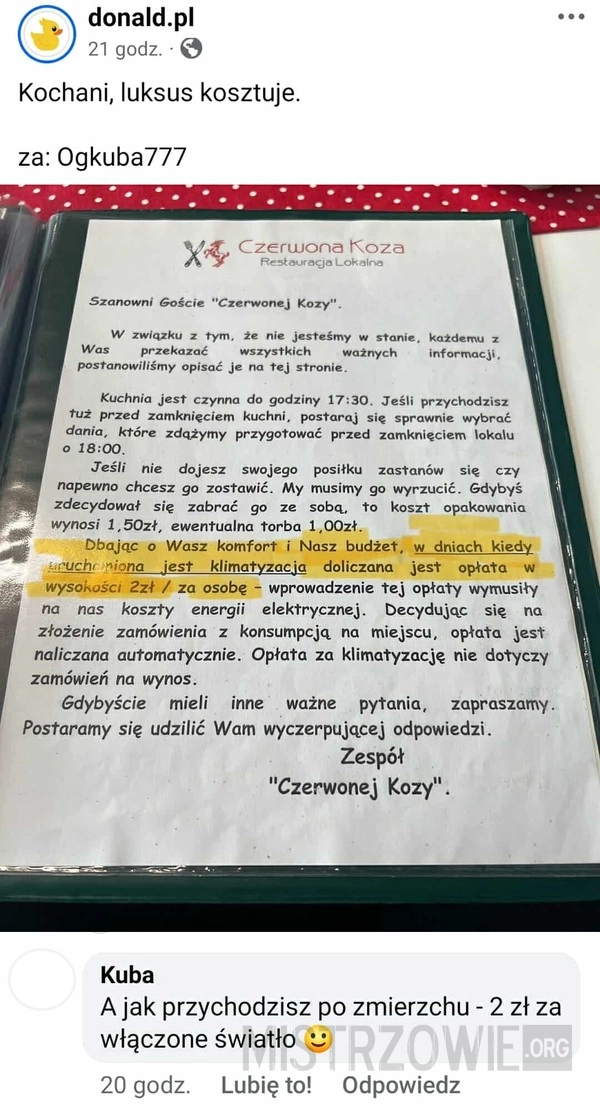 donald.pl
21 godz.
Kochani, luksus kosztuje.
za: Ogkuba777
Czerwona Koza
Restauracja Lokalna
Szanowni Goście "Czerwonej Kozy".
W związku z tym, że nie jesteśmy w stanie, każdemu z
Was przekazać wszystkich ważnych informacji,
postanowiliśmy opisać je na tej stronie.
Kuchnia jest czynna do godziny 17:30. Jeśli przychodzisz
tuż przed zamknięciem kuchni, postaraj się sprawnie wybrać
dania, które zdążymy przygotować przed zamknięciem lokalu
o 18:00.
Jeśli nie dojesz swojego posiłku zastanów się czy
napewno chcesz go zostawić. My musimy go wyrzucić. Gdybyś
zdecydował się zabrać go ze sobą, to koszt opakowania
wynosi 1,50zł, ewentualna torba 1,00zł.
Dbając o Wasz komfort i Nasz budżet, w dniach kiedy
uruchomiona jest klimatyzacja doliczana jest opłata w
wysokości 2zł / za osobę – wprowadzenie tej opłaty wymusiły
na nas koszty energii elektrycznej. Decydując się na
złożenie zamówienia z konsumpcją na miejscu, opłata jest
naliczana automatycznie. Opłata za klimatyzację nie dotyczy
zamówień na wynos.
Gdybyście mieli inne ważne pytania, zapraszamy.
Postaramy się udzilić Wam wyczerpującej odpowiedzi.
Zespół
"Czerwonej Kozy".
Kuba
A jak przychodzisz po zmierzchu - 2 zł za
włączone światło 🙂
MISTRZOWIE.ORG
20 godz. Lubię to! Odpowiedz